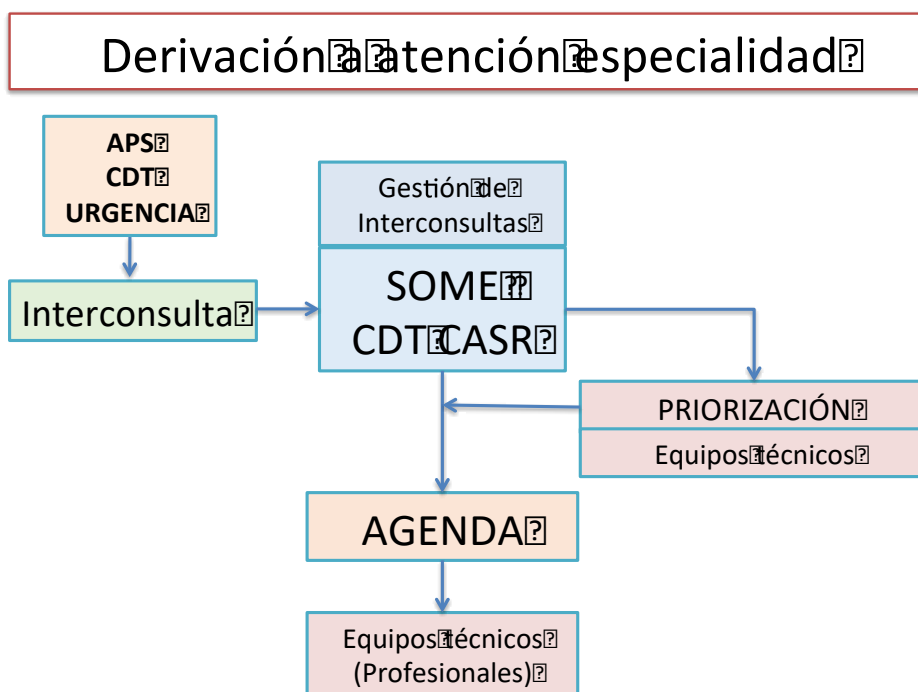 Derivación a atención especialidad
APS
CDT
URGENCIA
Gestión de
Interconsultas
Interconsulta
SOME
CDT CASR
PRIORIZACIÓN
Equipos técnicos
AGENDA
Equipos técnicos
(Profesionales)